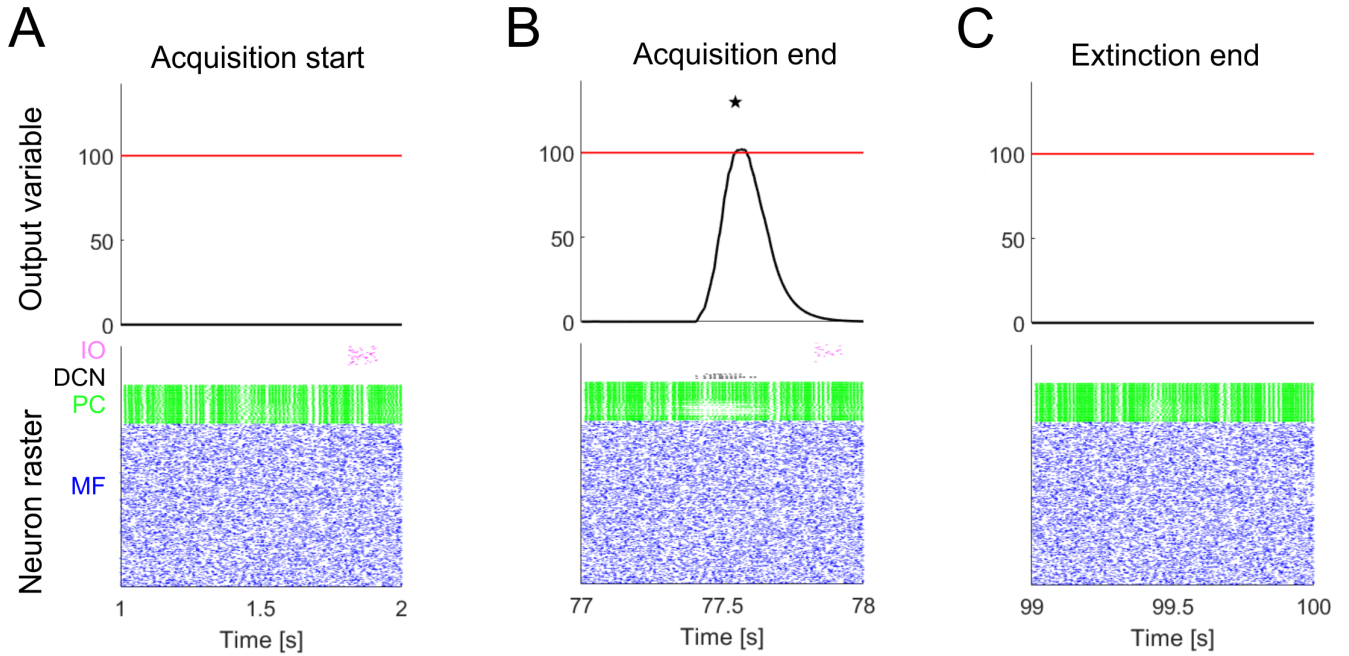 A
B
C
Acquisition start
Acquisition end
Extinction end
Output variable
100
50
0
100
50
0
100
50
0
IO
DCN
PC
MF
Neuron raster
1
1.5
2
77
77.5
78
99
99.5
100
Time [s]
Time [s]
Time [s]